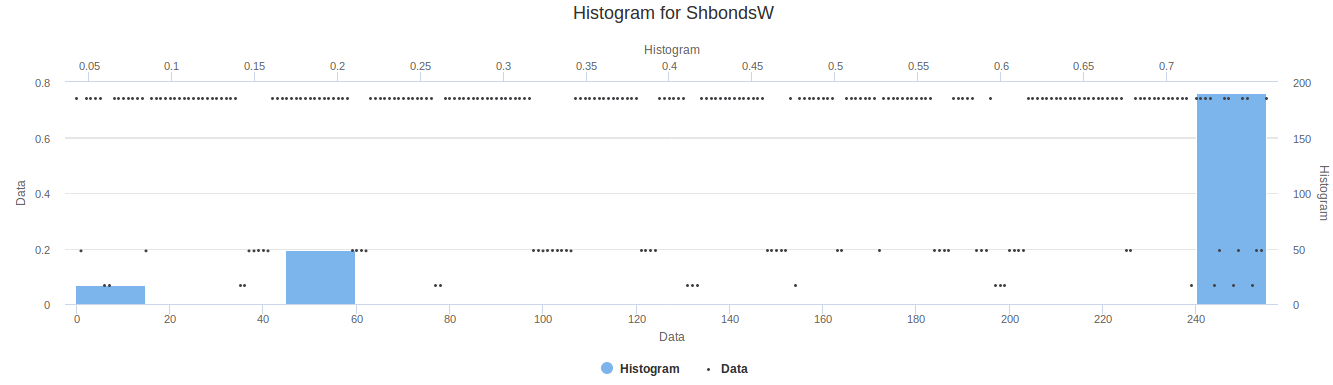 Histogram for ShbondsW
Histogram
0.05 0.1 0.15 0.2 0.25 0.3 0.35 0.4 0.45 0.5 0.55 0.6 0.65 0.7
0.8 200
0.6 150
Data Histogram
0.4 100
0.2 50
0 0
0 20 40 60 80 100 120 140 160 180 200 220 240
Data
Histogram Data